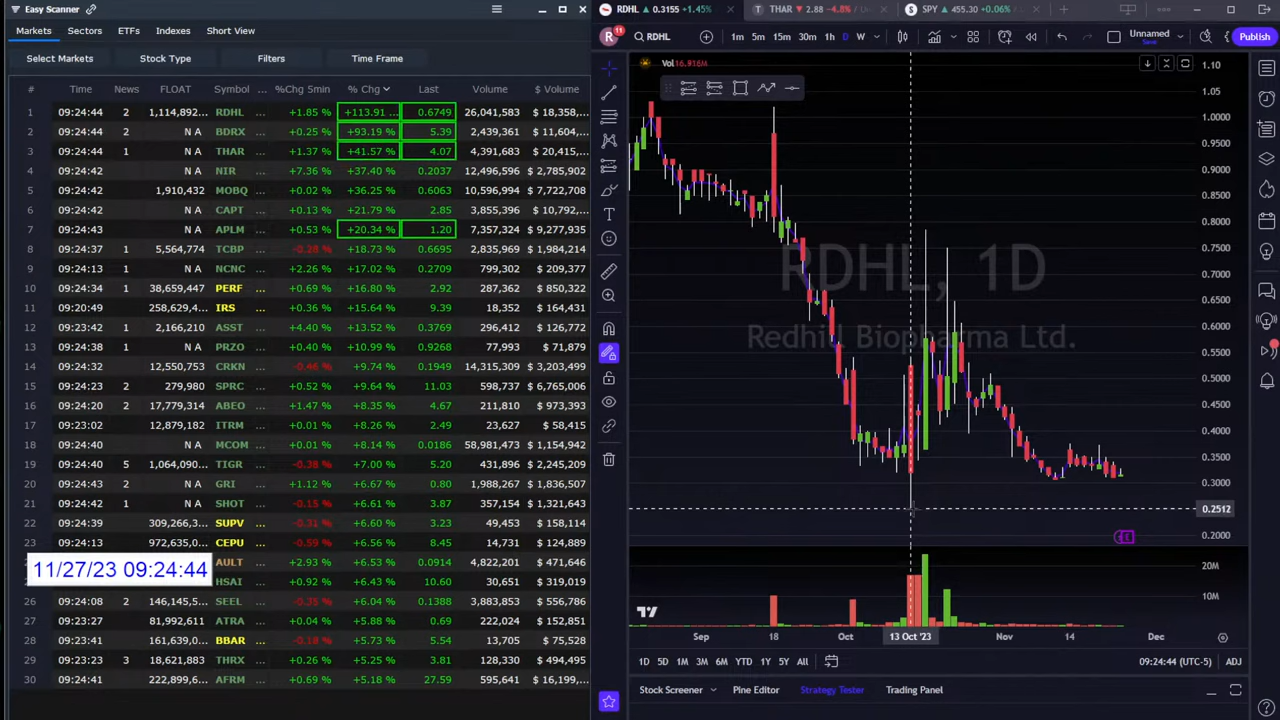 Easy Scanner
Markets Sectors ETFs Indexes Short View
Select Markets Stock Type Filters Time Frame
# Time News FLOAT Symbol ... %Chg 5min % Chg Last Volume $ Volume
1 09:24:44 2 1,114,892... RDHL ... +1.85 % +113.91 ... 0.6749 26,041,583 $ 18,358,...
2 09:24:44 2 N A BDRX ... +0.25 % +93.19 % 5.39 2,439,361 $ 11,604,...
3 09:24:44 1 N A THAR ... +1.37 % +41.57 % 4.07 4,391,683 $ 20,415,...
4 09:24:42 N A NIR ... +7.36 % +37.40 % 0.2037 12,496,596 $ 2,785,902
5 09:24:42 1,910,432 MOBQ ... +0.02 % +36.25 % 0.6063 10,596,994 $ 7,722,708
6 09:24:42 N A CAPT ... +0.13 % +21.79 % 2.85 3,855,396 $ 10,792,...
7 09:24:43 N A APLM ... +0.53 % +20.34 % 1.20 7,357,324 $ 9,277,935
8 09:24:37 1 5,564,774 TCBP ... -0.28 % +18.73 % 0.6695 2,835,969 $ 1,984,214
9 09:24:13 1 N A NCNC ... +2.26 % +17.02 % 0.2709 799,302 $ 209,377
10 09:24:34 1 38,659,447 PERF ... +0.69 % +16.80 % 2.92 287,362 $ 850,322
11 09:20:49 258,629,4... IRS ... +0.36 % +15.64 % 9.39 18,352 $ 164,431
12 09:23:42 1 2,166,210 ASST ... +4.40 % +13.52 % 0.3769 296,412 $ 126,772
13 09:24:38 1 N A PRZO ... +0.40 % +10.99 % 0.9268 77,993 $ 71,879
14 09:24:32 12,550,753 CRKN ... -0.46 % +9.74 % 0.1949 14,315,309 $ 3,203,499
15 09:24:23 2 279,980 SPRC ... +0.52 % +9.64 % 11.03 598,737 $ 6,765,006
16 09:24:20 2 17,779,314 ABEO ... +1.47 % +8.35 % 4.67 211,810 $ 973,393
17 09:23:02 12,879,182 ITRM ... +0.01 % +8.26 % 2.49 23,627 $ 58,415
18 09:24:40 N A MCOM ... +0.01 % +8.14 % 0.0186 58,981,473 $ 1,154,942
19 09:24:40 5 1,064,090... TIGR ... -0.38 % +7.00 % 5.20 431,896 $ 2,245,209
20 09:24:43 2 N A GRI ... +1.12 % +6.67 % 0.80 1,988,267 $ 1,836,507
21 09:24:04 N A SHOT ... -0.15 % +6.61 % 3.87 357,154 $ 1,321,643
22 09:24:39 309,266,3... SUPV ... -0.31 % +6.60 % 3.23 49,453 $ 158,114
23 09:24:13 972,635,0... CEPU ... -0.59 % +6.56 % 8.45 14,731 $ 124,889
AULT ... +2.93 % +6.53 % 0.0914 4,822,201 $ 471,646
HSAI ... +0.92 % +6.43 % 10.60 30,651 $ 319,019
26 09:24:08 2 146,145,5... SEEL ... -0.35 % +6.04 % 0.1388 3,883,853 $ 556,786
27 09:23:27 81,992,611 ATRA ... +0.04 % +5.88 % 0.69 222,024 $ 152,851
28 09:24:41 161,639,0... BBAR ... -0.18 % +5.73 % 5.54 13,705 $ 75,528
29 09:23:23 3 18,621,883 THRX ... +0.26 % +5.25 % 3.81 128,330 $ 494,495
30 09:24:41 222,899,6... AFRM ... +0.69 % +5.18 % 27.59 595,641 $ 16,199,...
11/27/23 09:24:44
RDHL 0.3155 +1.45% THAR 2.88 -4.8% SPY 455.30 +0.06%
R 11 RDHL 1m 5m 15m 30m 1h D W Unnamed Save Publish
Vol 16.918M
RDHL, 1D
Redhill Biopharma Ltd.
1.10
1.05
1.0000
0.9500
0.9000
0.8500
0.8000
0.7500
0.7000
0.6500
0.6000
0.5500
0.5000
0.4500
0.4000
0.3500
0.3000
0.2512
0.2000
E
20M
10M
Sep 18 Oct 13 Oct '23 Nov 14 Dec
1D 5D 1M 3M 6M YTD 1Y 5Y All 09:24:44 (UTC-5) ADJ
Stock Screener Pine Editor Strategy Tester Trading Panel